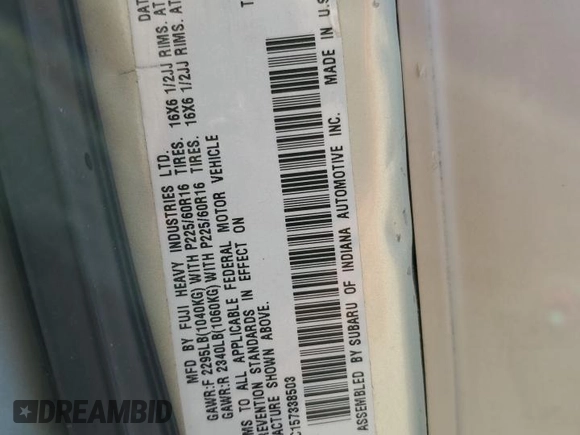 DAT
MFD BY FUJI HEAVY INDUSTRIES LTD.
GAWR:F 2295LB(1040KG) WITH P225/60R16 TIRES. 16X6 1/2JJ RIMS. AT
GAWR:R 2340LB(1060KG) WITH P225/60R16 TIRES. 16X6 1/2JJ RIMS. AT
MS TO ALL APPLICABLE FEDERAL MOTOR VEHICLE
EVENTION STANDARDS IN EFFECT ON
ACTURE SHOWN ABOVE.
C157338503 T
ASSEMBLED BY SUBARU OF INDIANA AUTOMOTIVE INC. MADE IN U.S
DREAMBID